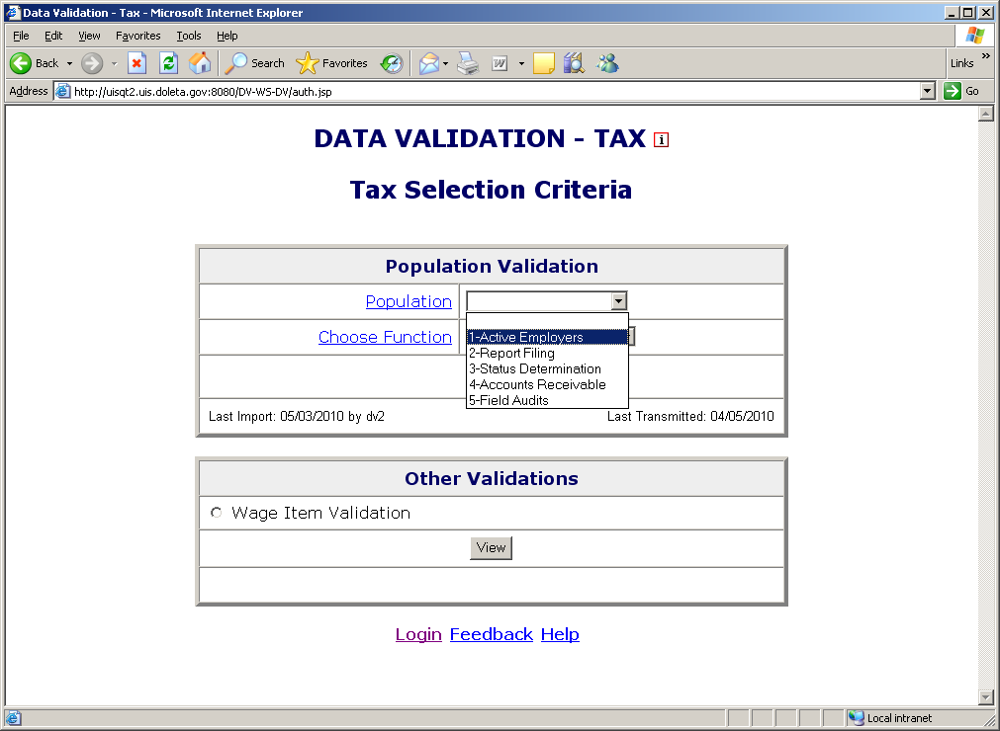 Data Validation - Tax - Microsoft Internet Explorer
File Edit View Favorites Tools Help
Back Search Favorites W Links »
Address http://uisqt2.uis.doleta.gov:8080/DV-WS-DV/auth.jsp Go
DATA VALIDATION - TAX i
Tax Selection Criteria
Population Validation
Population
Choose Function
1-Active Employers
2-Report Filing
3-Status Determination
4-Accounts Receivable
5-Field Audits
Last Import: 05/03/2010 by dv2 Last Transmitted: 04/05/2010
Other Validations
Wage Item Validation
View
Login Feedback Help
Local intranet